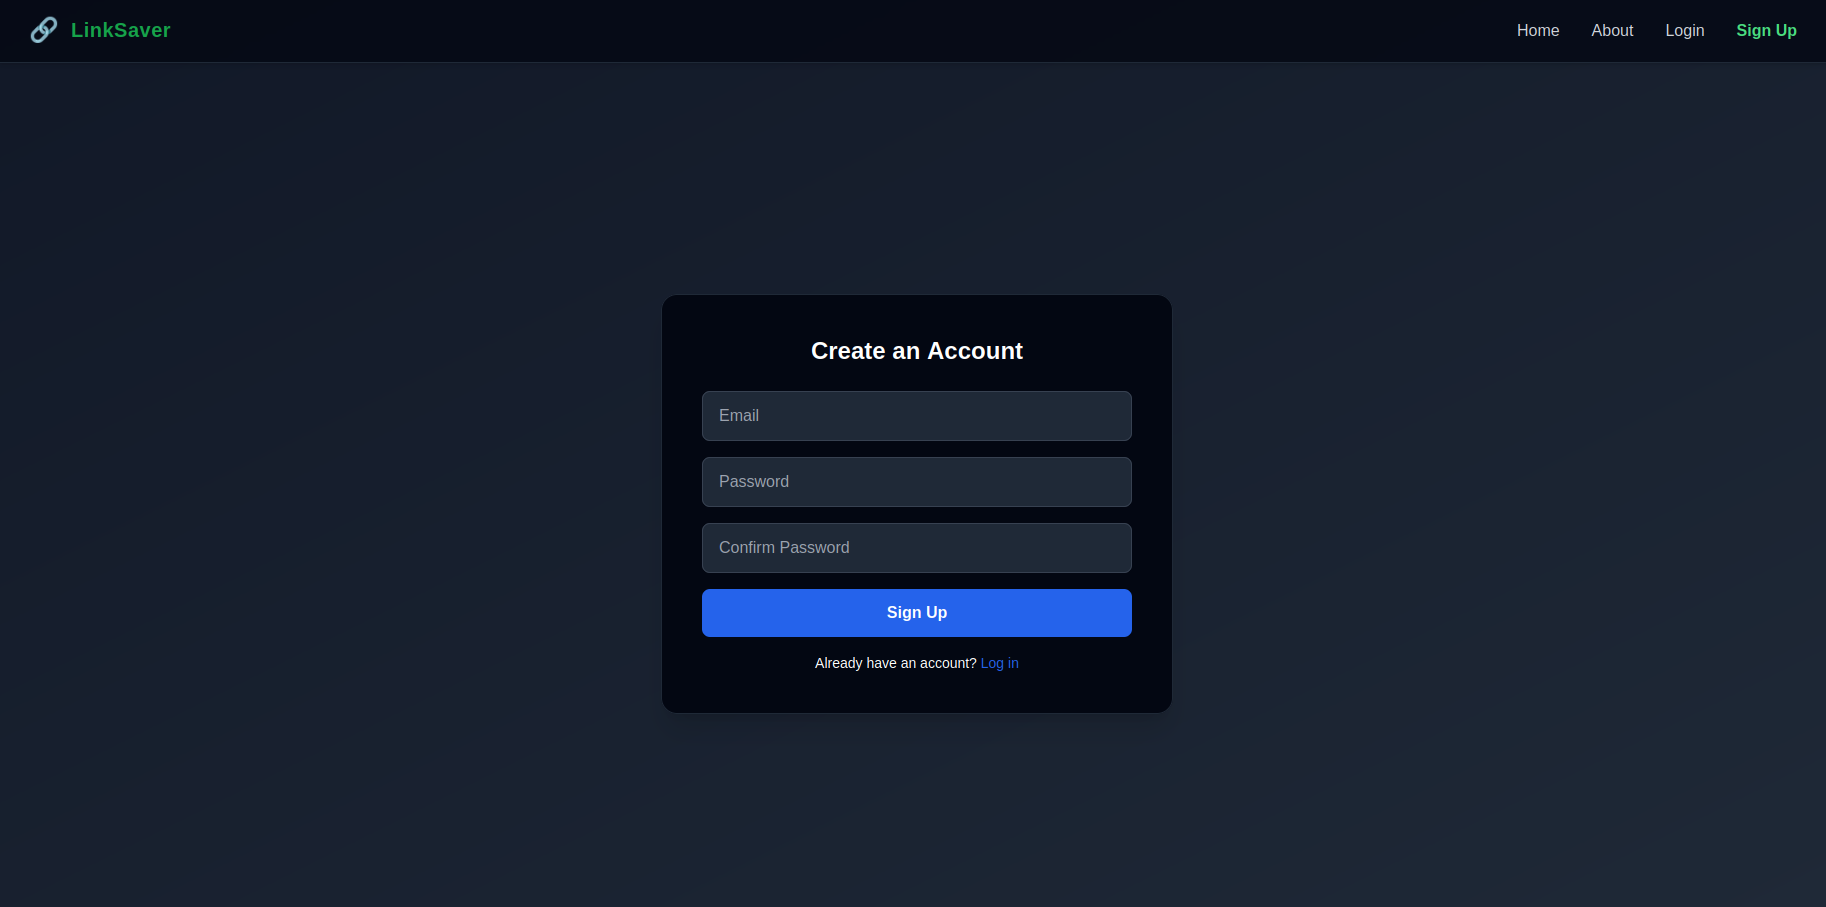 LinkSaver
Home About Login Sign Up
Create an Account
Email
Password
Confirm Password
Sign Up
Already have an account? Log in